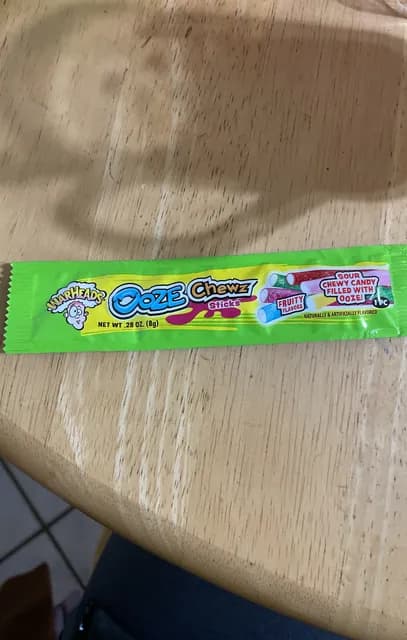 WARHEADS
OOZE Chewz
Sticks
NET WT .28 OZ. (8g)
FRUITY
FLAVORS
SOUR
CHEWY CANDY
FILLED WITH
OOZE!
NATURALLY & ARTIFICIALLY FLAVORED